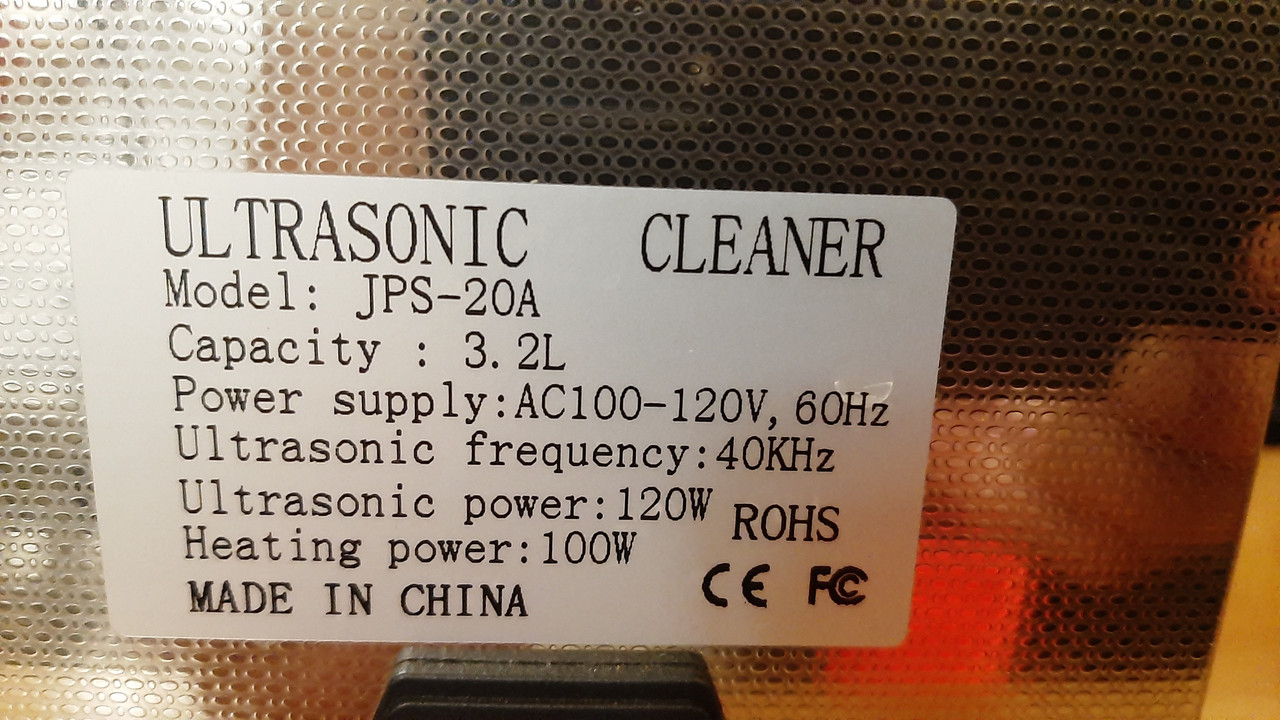 ULTRASONIC CLEANER
Model: JPS-20A
Capacity : 3.2L
Power supply:AC100-120V, 60Hz
Ultrasonic frequency:40KHz
Ultrasonic power:120W
ROHS
Heating power:100W
MADE IN CHINA
CE FC